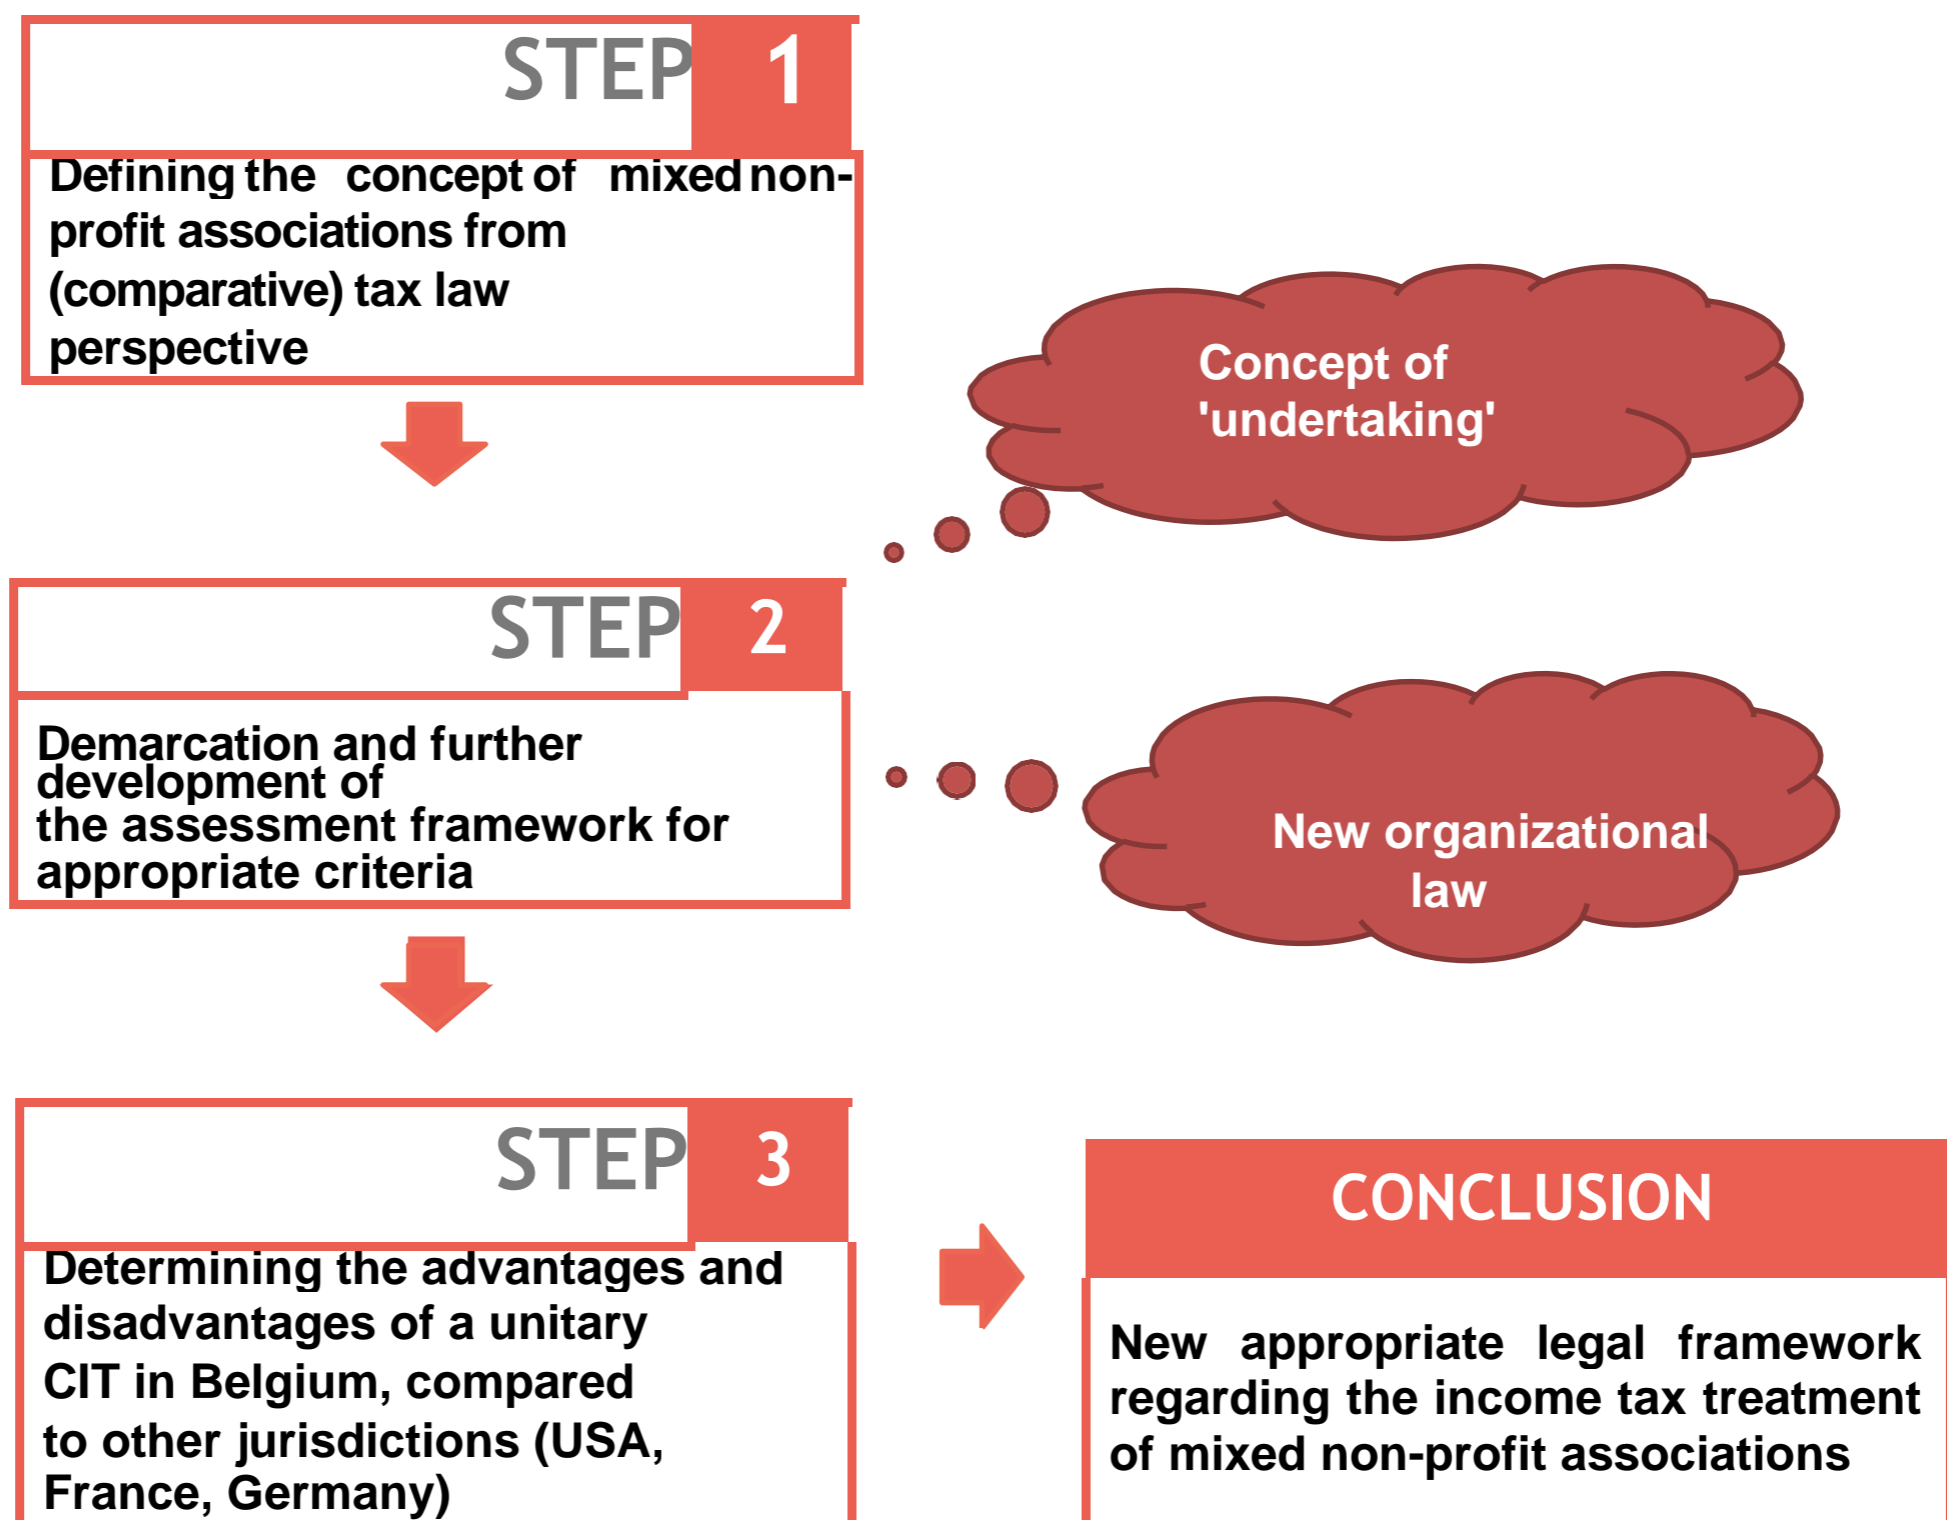 STEP 1
Defining the concept of mixed non-
profit associations from
(comparative) tax law
perspective
Concept of
'undertaking'
STEP 2
Demarcation and further
development of
the assessment framework for
appropriate criteria
New organizational
law
STEP 3
Determining the advantages and
disadvantages of a unitary
CIT in Belgium, compared
to other jurisdictions (USA,
France, Germany)
CONCLUSION
New appropriate legal framework
regarding the income tax treatment
of mixed non-profit associations